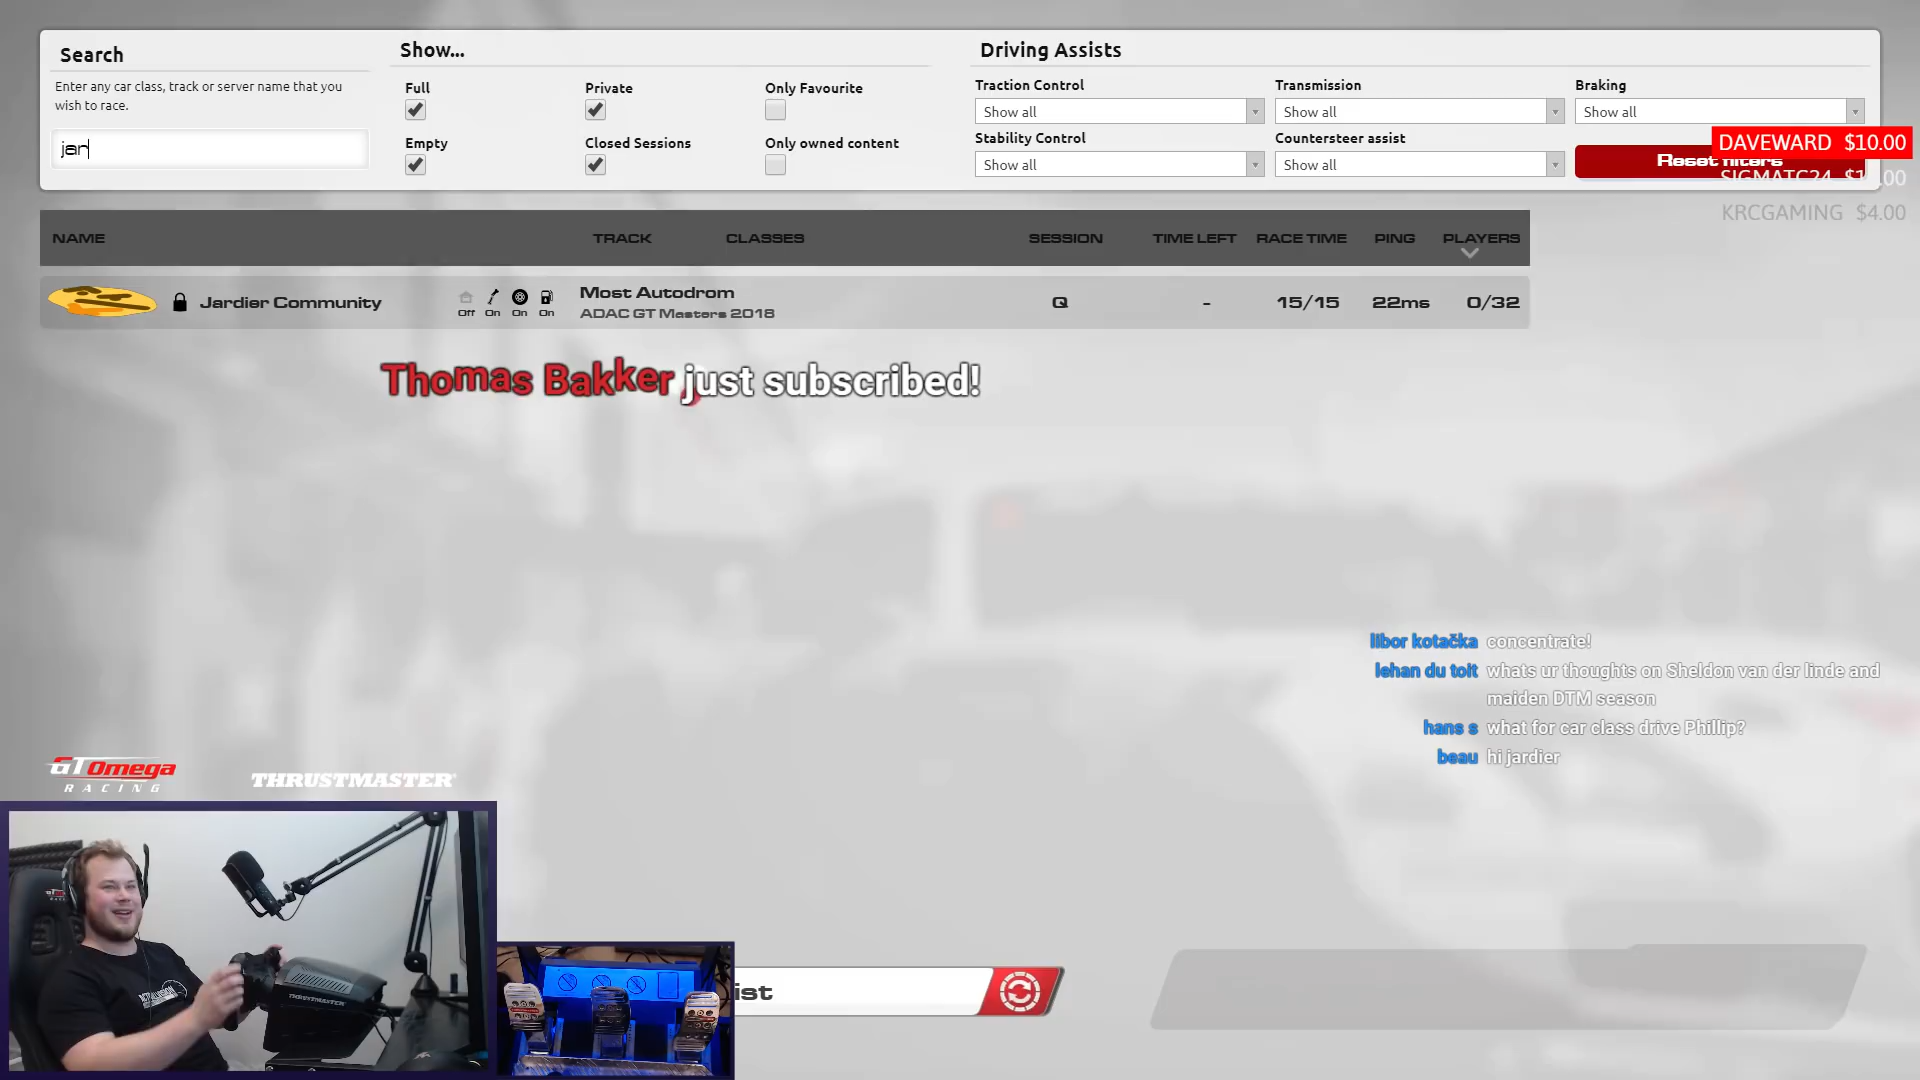 Search
Enter any car class, track or server name that you
wish to race.
jar
Show...
Full
Private
Only Favourite
Empty
Closed Sessions
Only owned content
Driving Assists
Traction Control
Transmission
Braking
Show all
Show all
Show all
Stability Control
Countersteer assist
Show all
Show all
Reset filters
DAVEWARD $10.00
SIGMATC24
KRCGAMING $4.00
NAME TRACK CLASSES SESSION TIME LEFT RACE TIME PING PLAYERS
Jardier Community
Off On On On
Most Autodrom
ADAC GT Masters 2018
Q - 15/15 22ms 0/32
Thomas Bakker just subscribed!
libor kotačka concentrate!
lehan du toit whats ur thoughts on Sheldon van der linde and
maiden DTM season
hans s what for car class drive Phillip?
beau hi jardier
GT Omega
RACING
THRUSTMASTER
THRUSTMASTER
ist